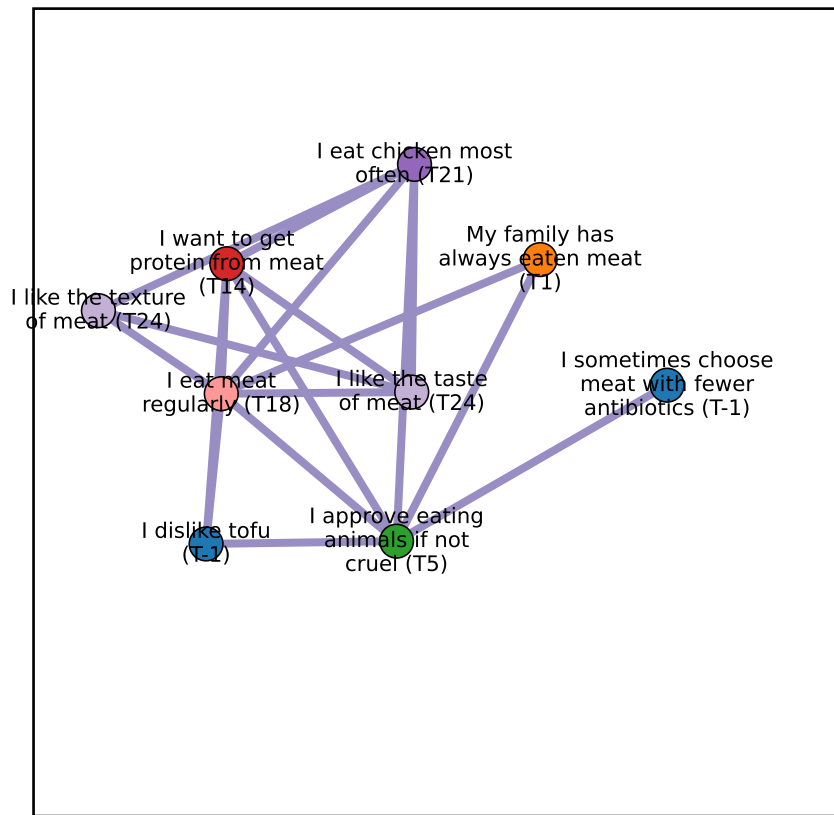 I eat chicken most
often (T21)
My family has
always eaten meat
(T1)
I want to get
protein from meat
(T14)
I like the texture
of meat (T24)
I sometimes choose
meat with fewer
antibiotics (T-1)
I eat meat
regularly (T18)
I like the taste
of meat (T24)
I approve eating
animals if not
cruel (T5)
I dislike tofu
(T-1)